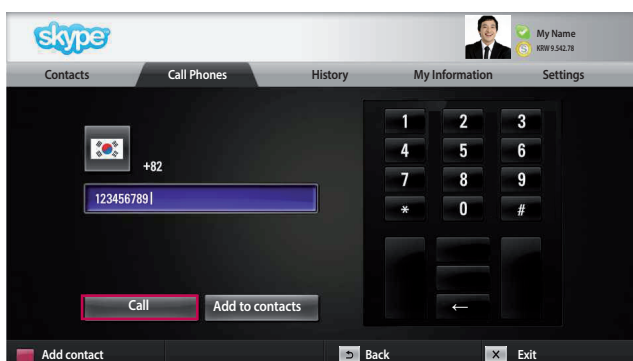 skype
My Name
KRW 9.542.78
Contacts Call Phones History My Information Settings
+82
123456789
1 2 3
4 5 6
7 8 9
* 0 #
←
Call Add to contacts
Add contact Back X Exit